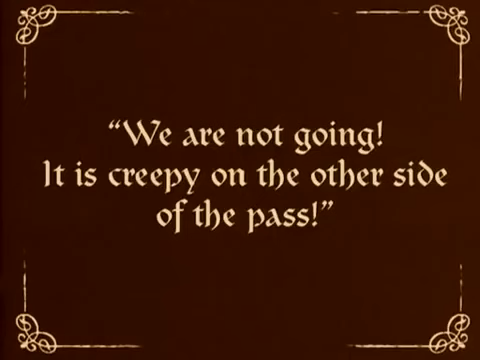 “We are not going!
It is creepy on the other side
of the pass!”